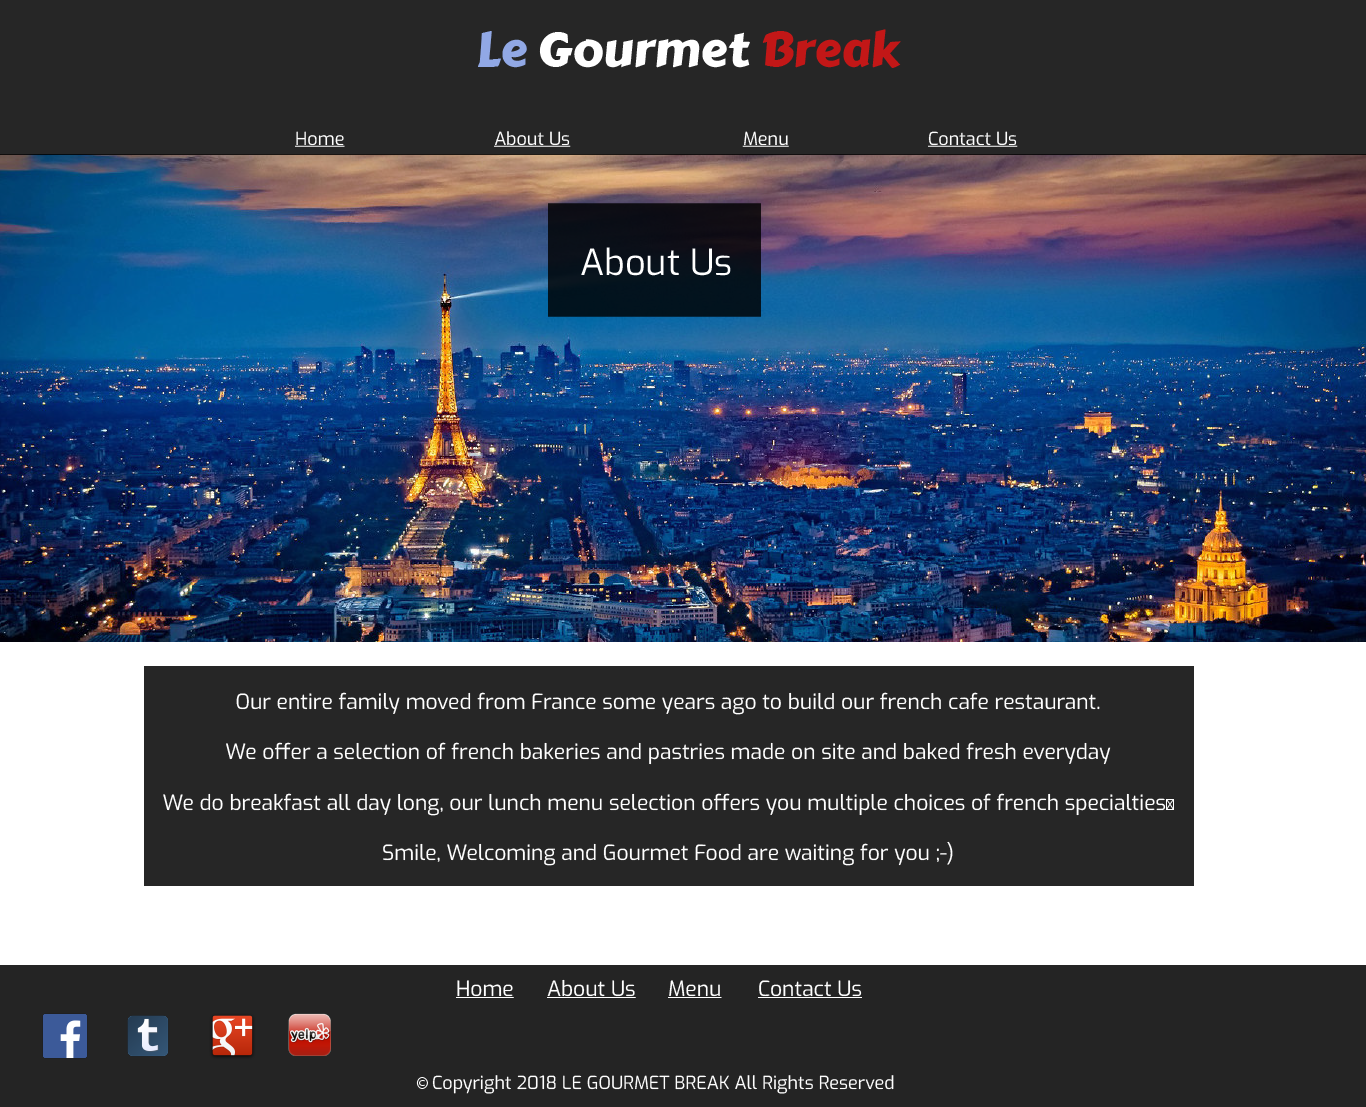 Le Gourmet Break
Home About Us Menu Contact Us
About Us
Our entire family moved from France some years ago to build our french cafe restaurant.
We offer a selection of french bakeries and pastries made on site and baked fresh everyday
We do breakfast all day long, our lunch menu selection offers you multiple choices of french specialties
Smile, Welcoming and Gourmet Food are waiting for you ;-)
Home About Us Menu Contact Us
f t g+ yelp
© Copyright 2018 LE GOURMET BREAK All Rights Reserved